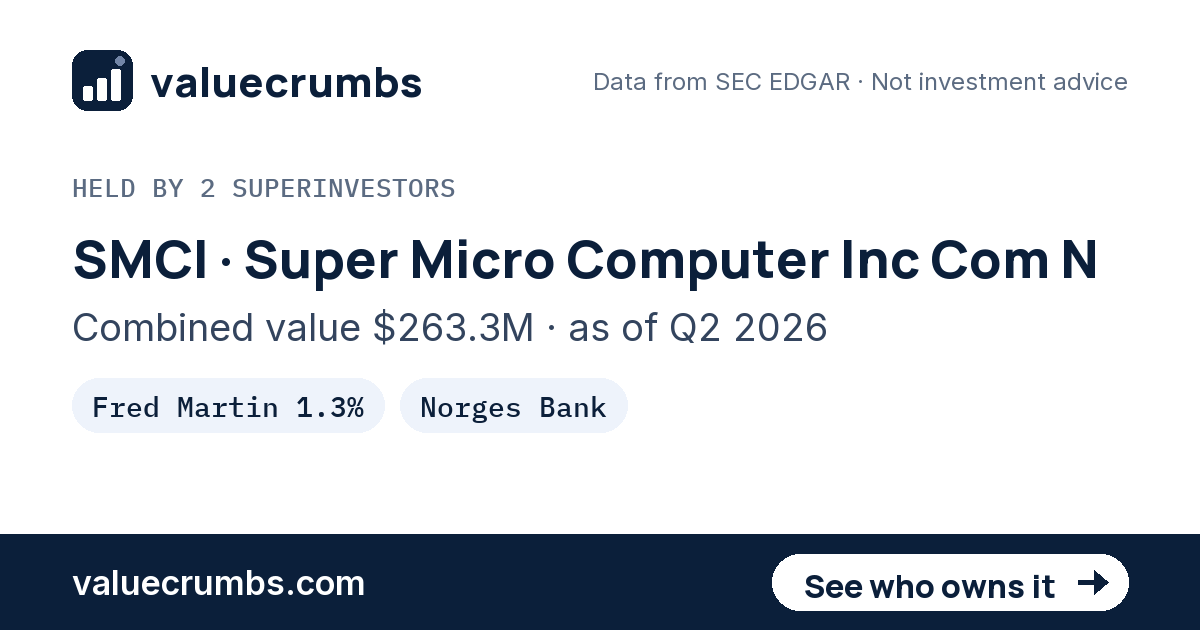 valuecrumbs
Data from SEC EDGAR · Not investment advice
HELD BY 2 SUPERINVESTORS
SMCI · Super Micro Computer Inc Com N
Combined value $263.3M · as of Q2 2026
Fred Martin 1.3%
Norges Bank
valuecrumbs.com
See who owns it →